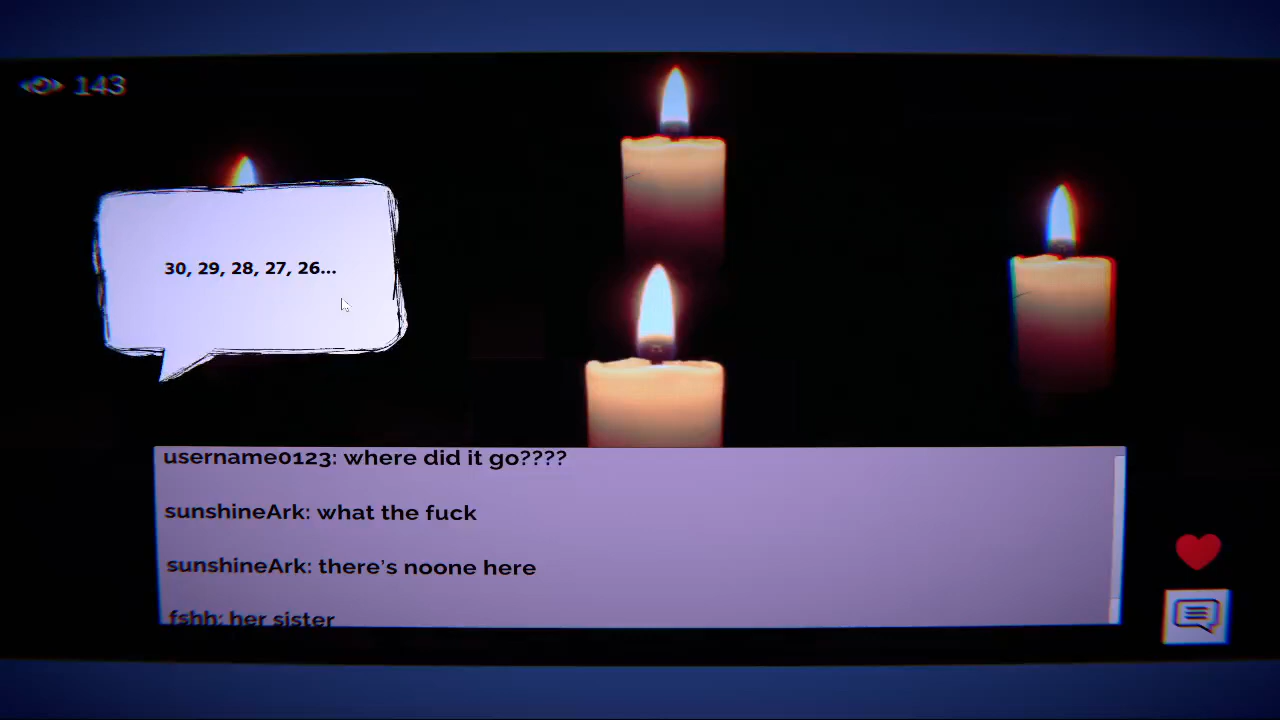 143
30, 29, 28, 27, 26...
username0123: where did it go????
sunshineArk: what the fuck
sunshineArk: there's noone here
fshh: her sister